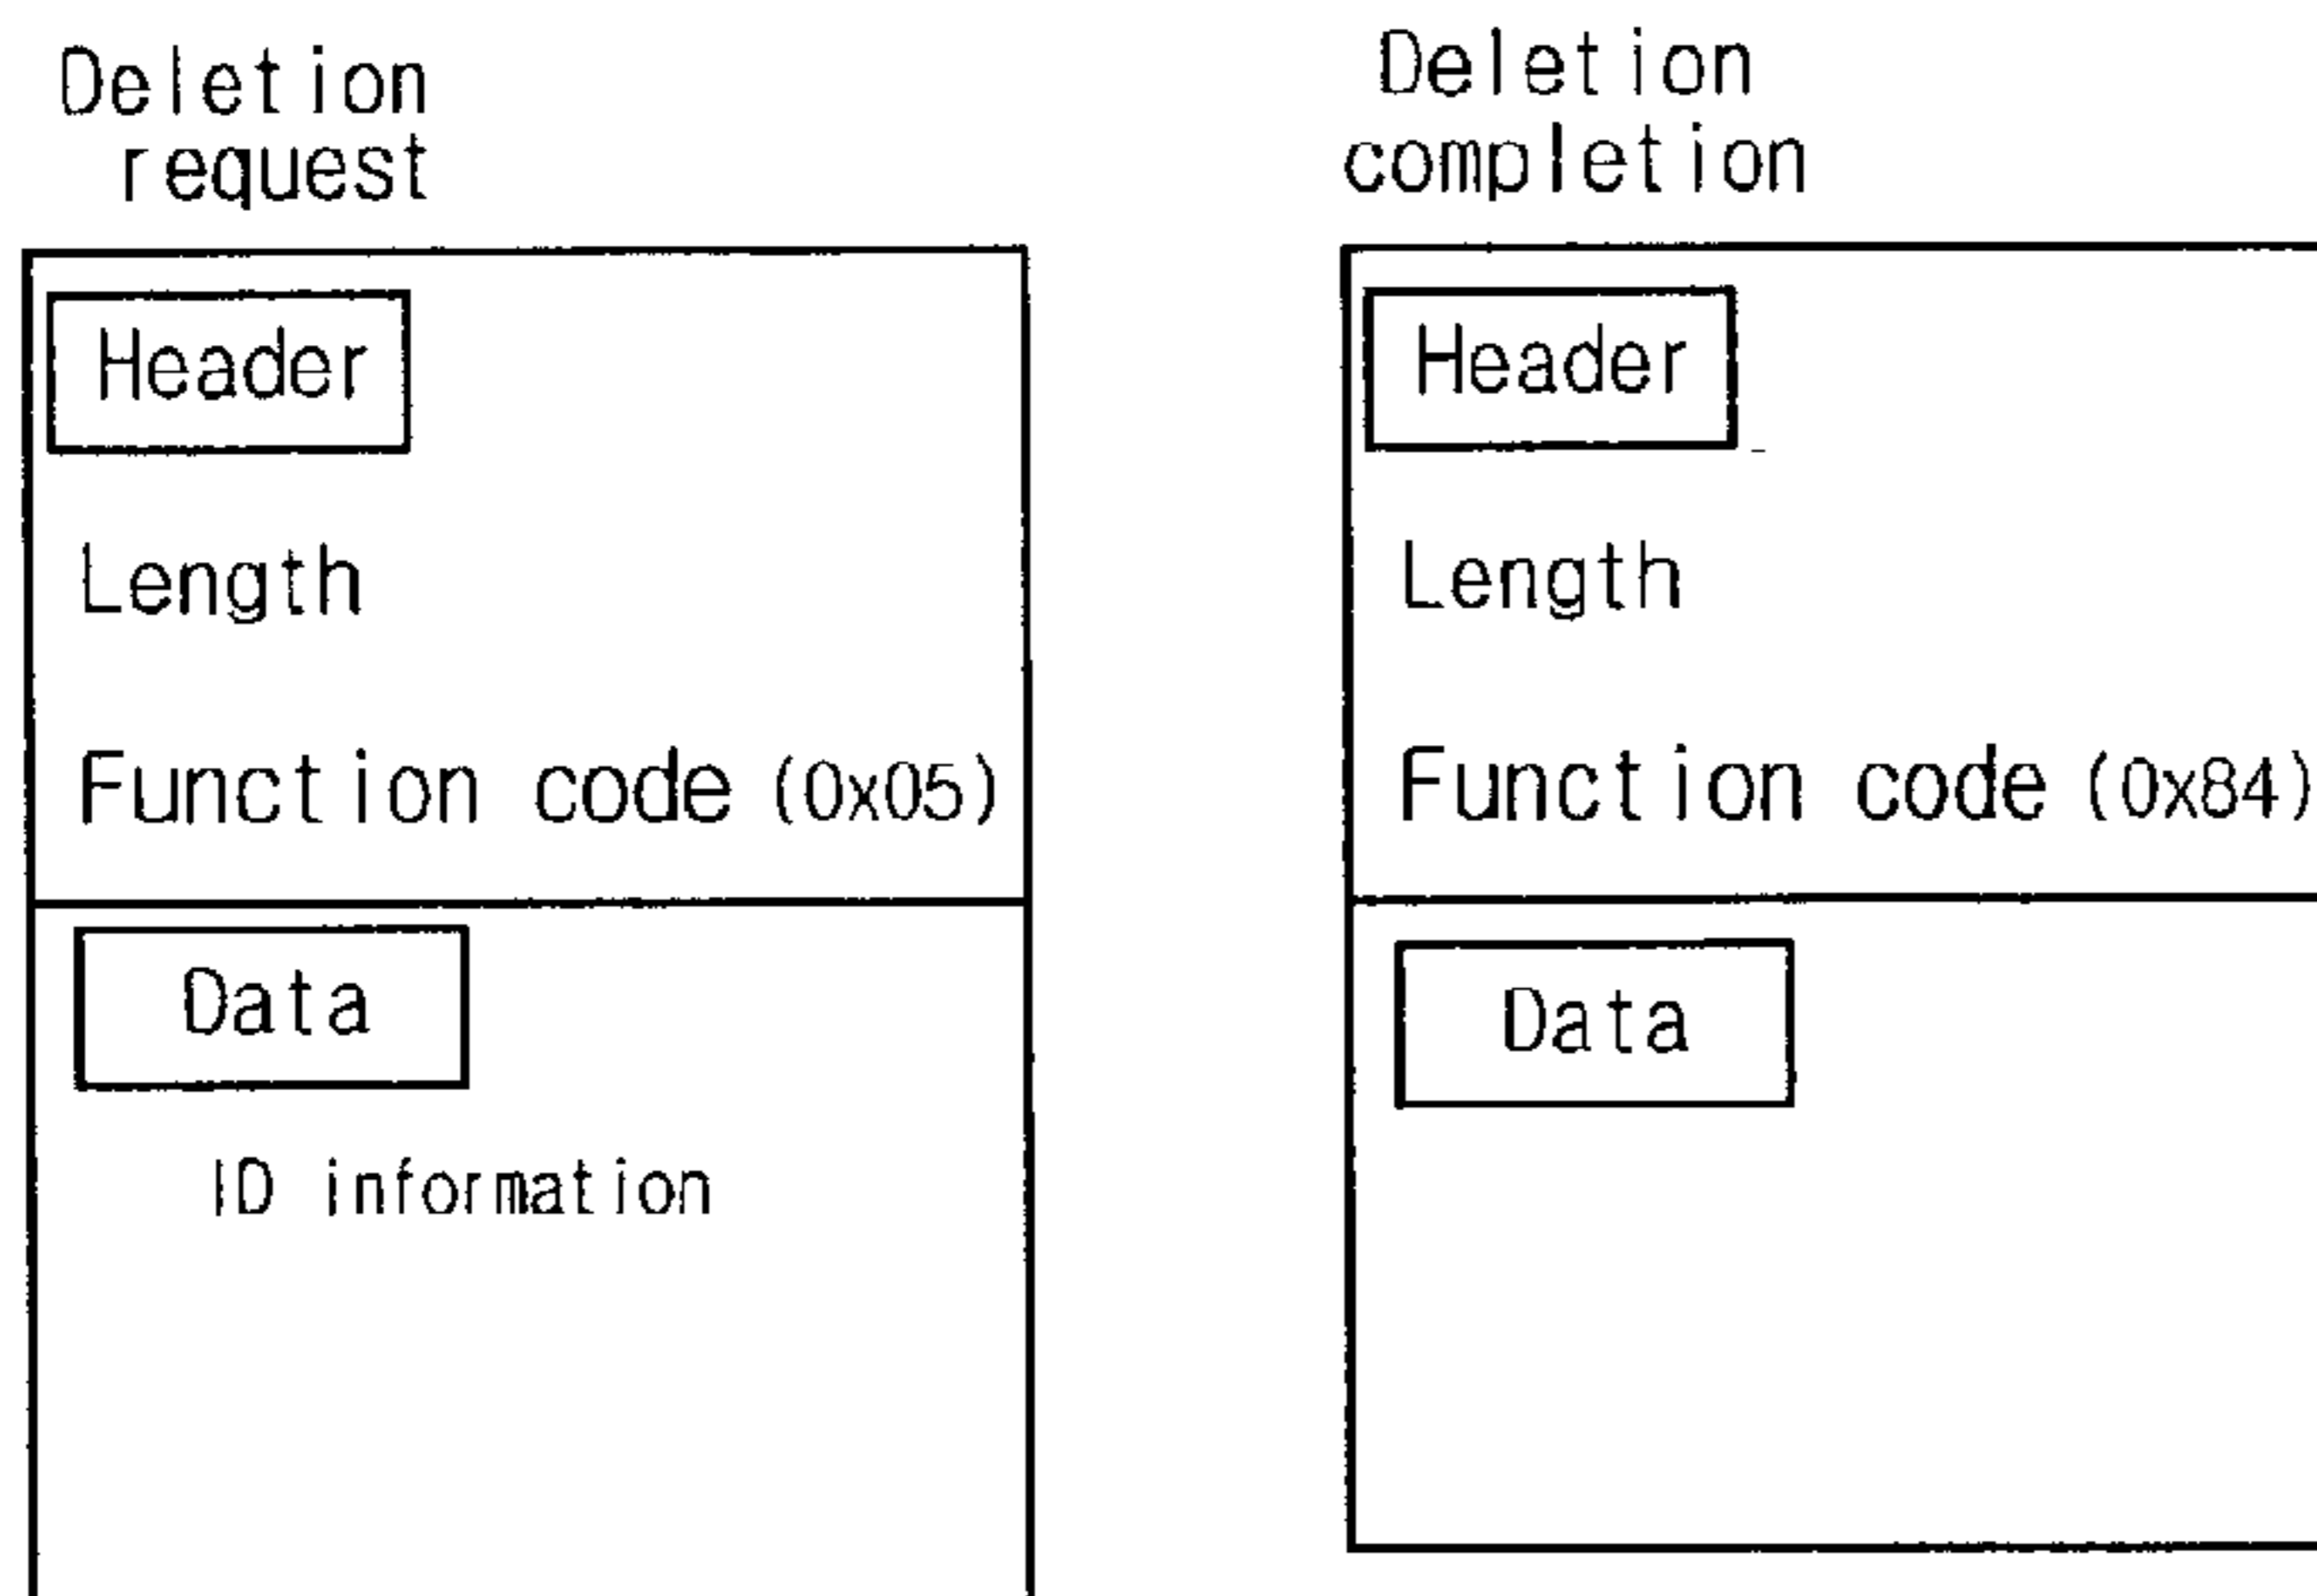 Deletion
request
Header
Length
Function code (0x05)
Data
ID information
Deletion
completion
Header
Length
Function code (0x84)
Data